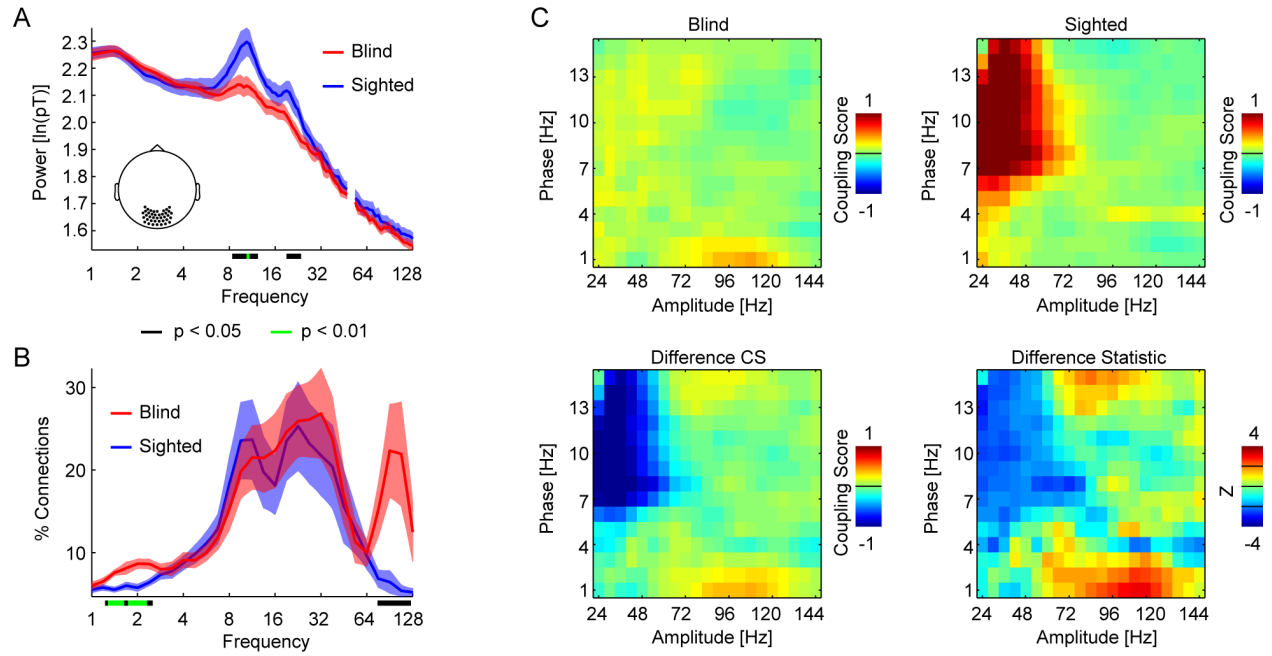 A
2.3
2.2
2.1
2.0
1.9
1.8
1.7
1.6
Power [ln(pT)]
Blind
Sighted
1 2 4 8 16 32 64 128
Frequency
p < 0.05 p < 0.01
B
30
20
10
% Connections
Blind
Sighted
1 2 4 8 16 32 64 128
Frequency
C
Blind
13
10
7
4
1
Phase [Hz]
24 48 72 96 120 144
Amplitude [Hz]
1
Coupling Score
-1
Sighted
13
10
7
4
1
Phase [Hz]
24 48 72 96 120 144
Amplitude [Hz]
1
Coupling Score
-1
Difference CS
13
10
7
4
1
Phase [Hz]
24 48 72 96 120 144
Amplitude [Hz]
1
Coupling Score
-1
Difference Statistic
13
10
7
4
1
Phase [Hz]
24 48 72 96 120 144
Amplitude [Hz]
4
Z
-4